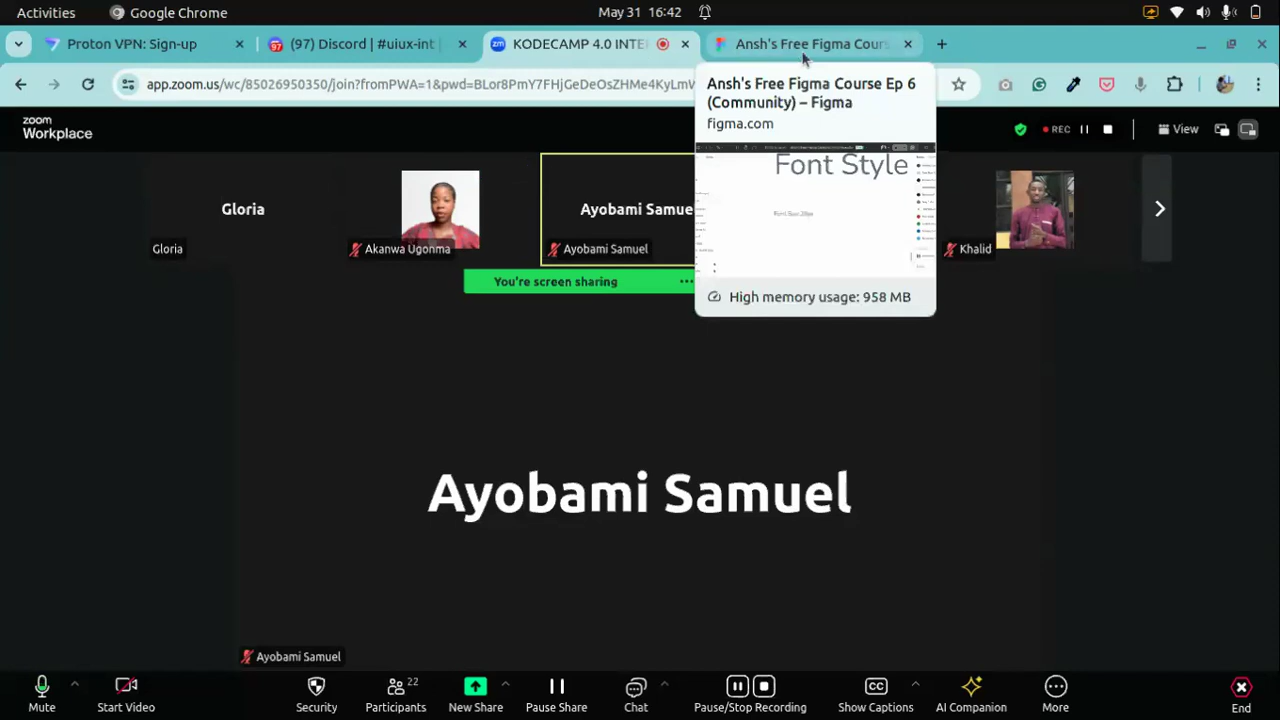 Activities
Google Chrome
May 31 16:42
Proton VPN: Sign-up
(97) Discord | #uiux-int
KODECAMP 4.0 INTE
Ansh's Free Figma Cours
app.zoom.us/wc/85026950350/join?fromPWA=1&pwd=BLor8PmY7FHjGeDeOsZHMe4KyLmV
Ansh's Free Figma Course Ep 6
(Community) – Figma
figma.com
Font Style
High memory usage: 958 MB
zoom
Workplace
REC
View
loria
Gloria
Akanwa Ugonma
Ayobami Samue
Ayobami Samuel
Khalid
You're screen sharing
Ayobami Samuel
Ayobami Samuel
Mute
Start Video
Security
22
Participants
New Share
Pause Share
Chat
Pause/Stop Recording
CC
Show Captions
AI Companion
More
End